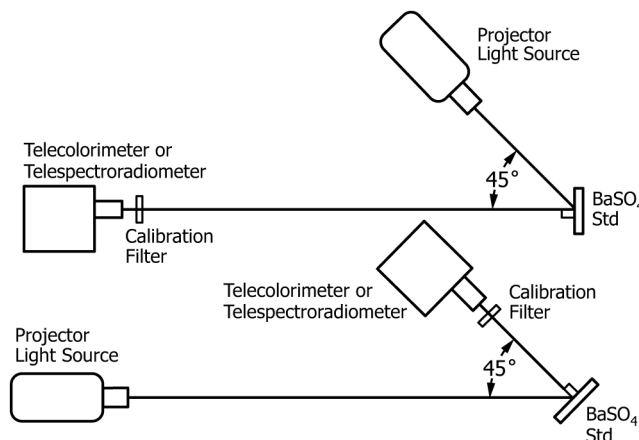 Projector
Light Source
Telecolorimeter or
Telespectroradiometer
45°
BaSO
Std
Calibration
Filter
Telecolorimeter or
Telespectroradiometer
Calibration
Filter
Projector
Light Source
45°
BaSO4
Std